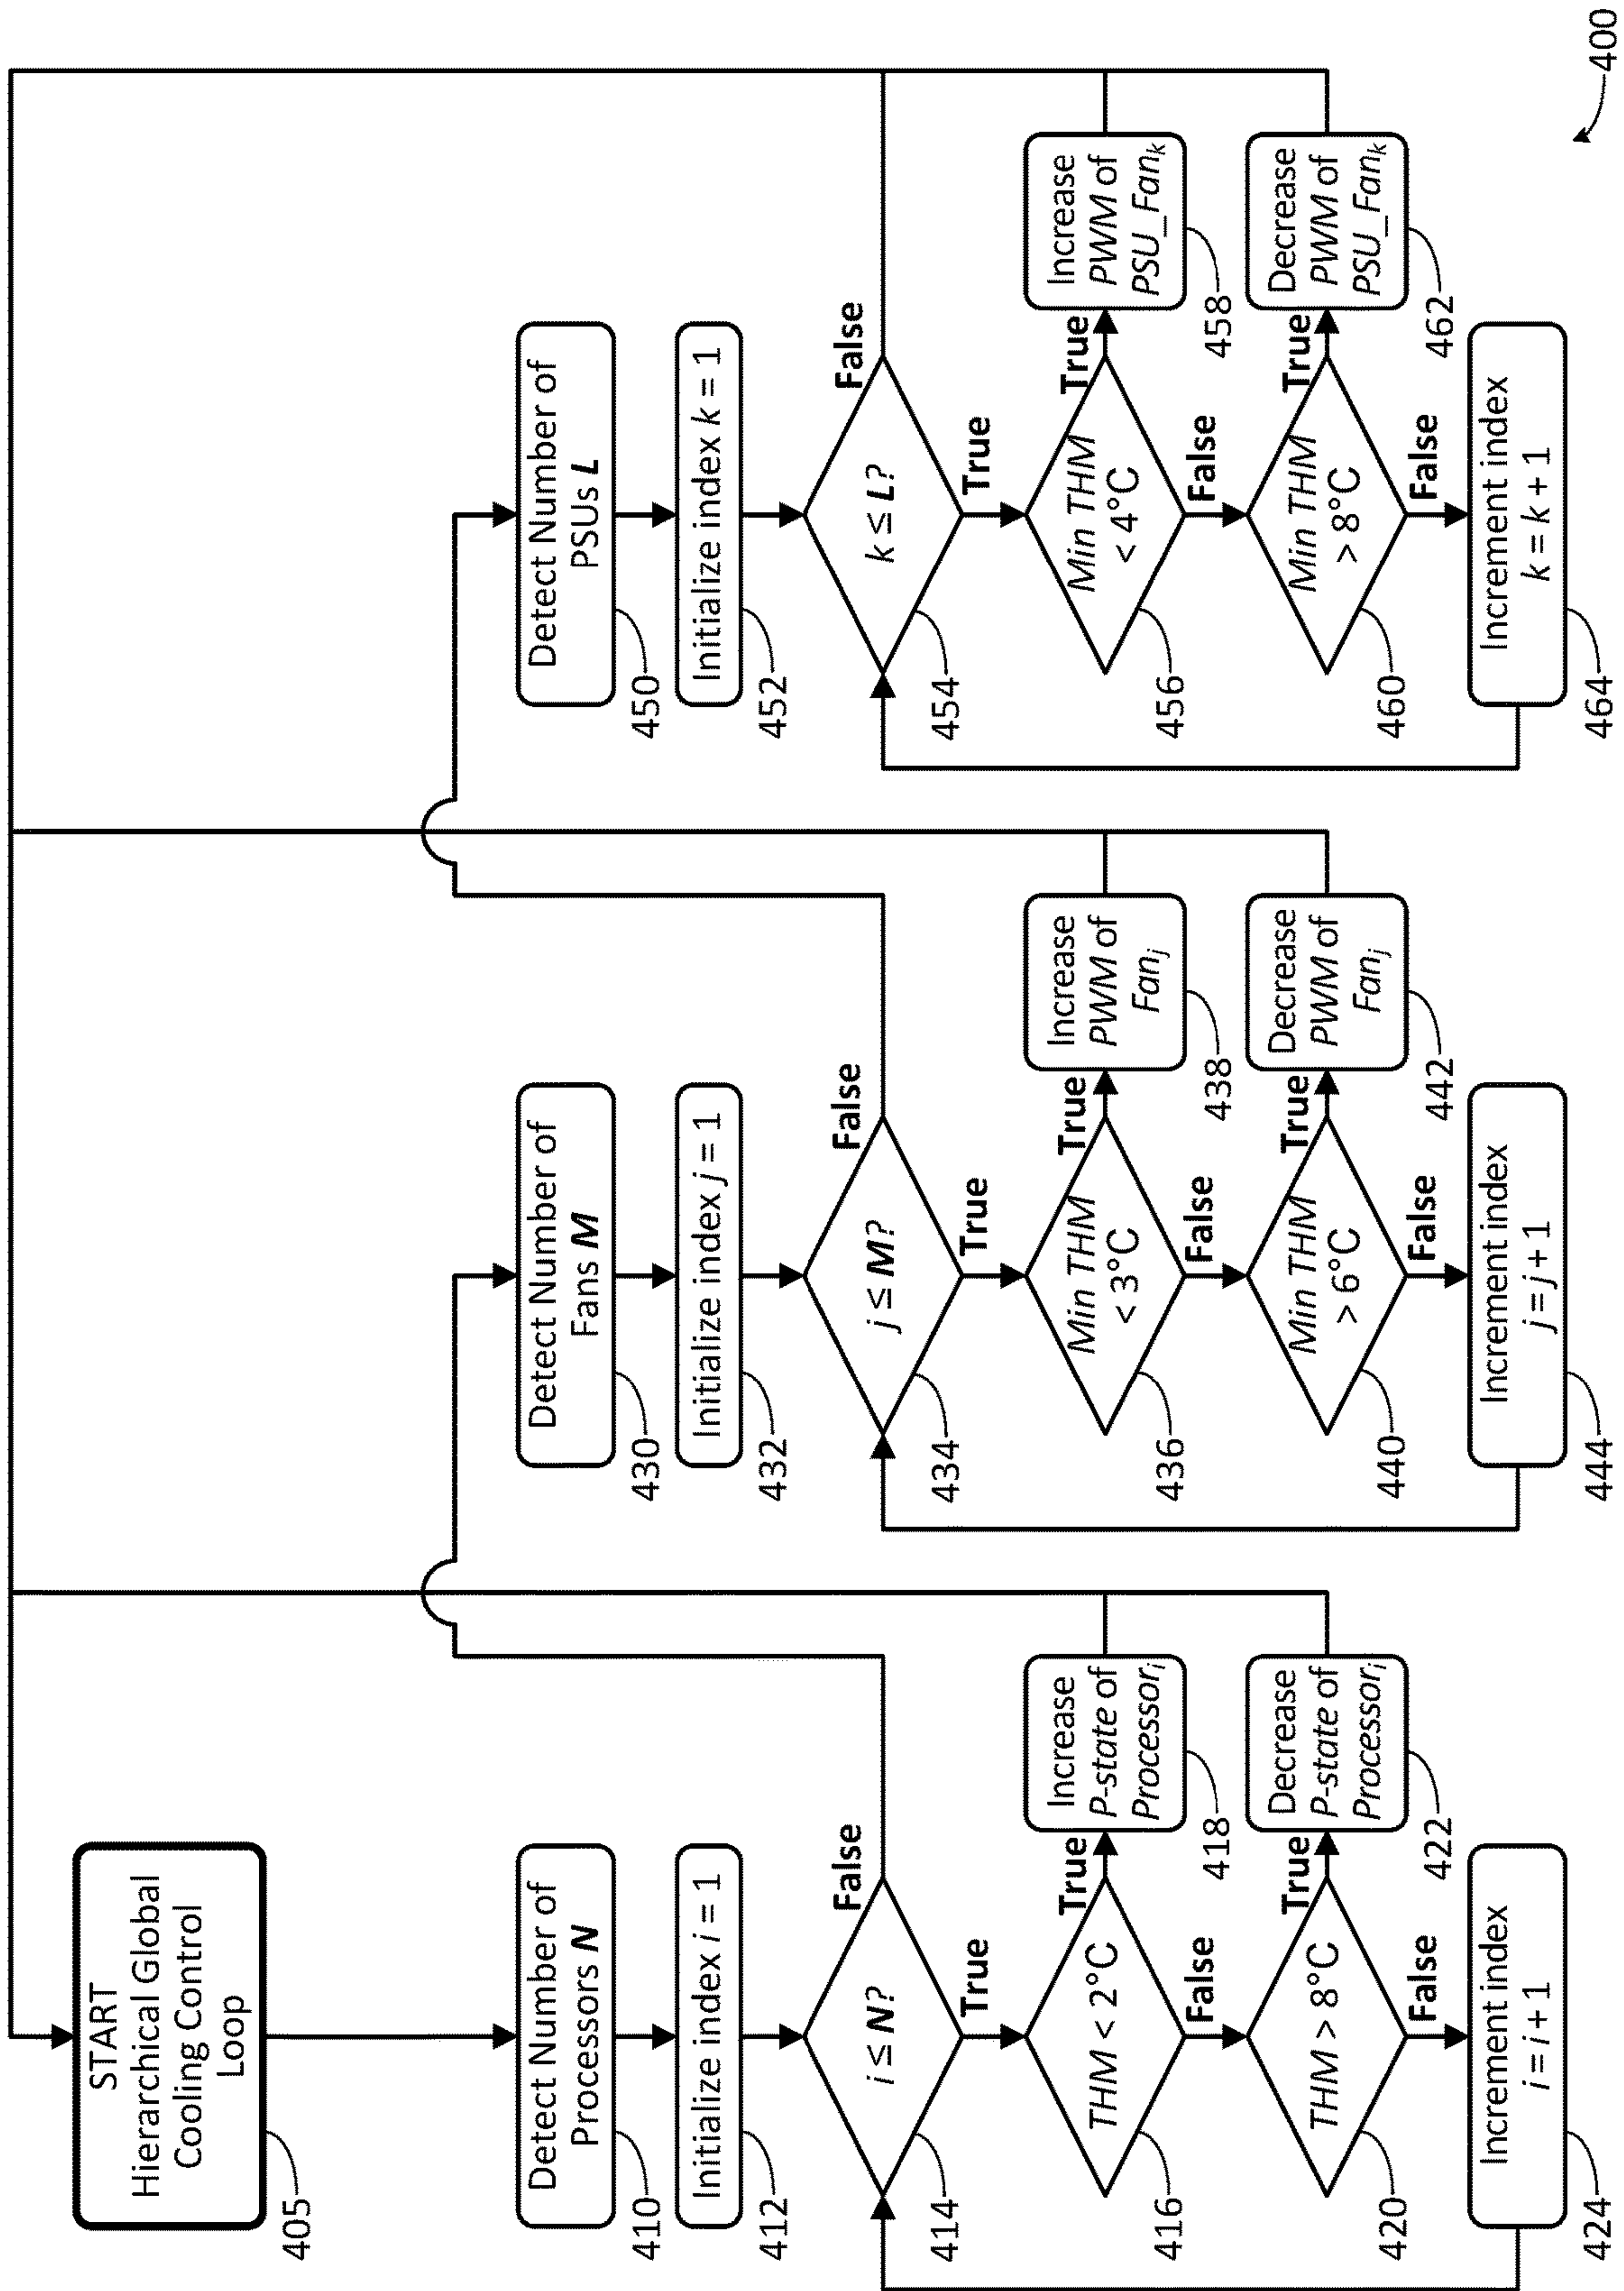 START
Hierarchical Global
Cooling Control
Loop
405
Detect Number of
Processors N
410
Initialize index i = 1
412
i ≤ N?
414
False
True
THM < 2°C
416
True
Increase
P-state of
Processorᵢ
418
False
THM > 8°C
420
True
Decrease
P-state of
Processorᵢ
422
False
Increment index
i = i + 1
424
Detect Number of
Fans M
430
Initialize index j = 1
432
j ≤ M?
434
False
True
Min THM
< 3°C
436
True
Increase
PWM of
Fanⱼ
438
False
Min THM
> 6°C
440
True
Decrease
PWM of
Fanⱼ
442
False
Increment index
j = j + 1
444
Detect Number of
PSUs L
450
Initialize index k = 1
452
k ≤ L?
454
False
True
Min THM
< 4°C
456
True
Increase
PWM of
PSU_Fanₖ
458
False
Min THM
> 8°C
460
True
Decrease
PWM of
PSU_Fanₖ
462
False
Increment index
k = k + 1
464
400